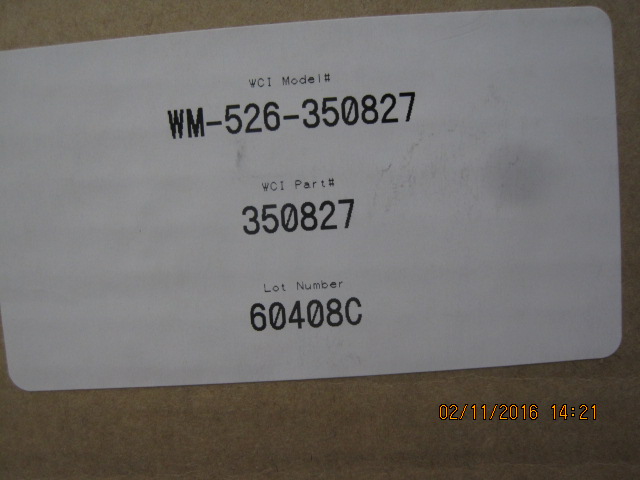 WCI Model#
WM-526-350827
WCI Part#
350827
Lot Number
60408C
02/11/2016 14:21